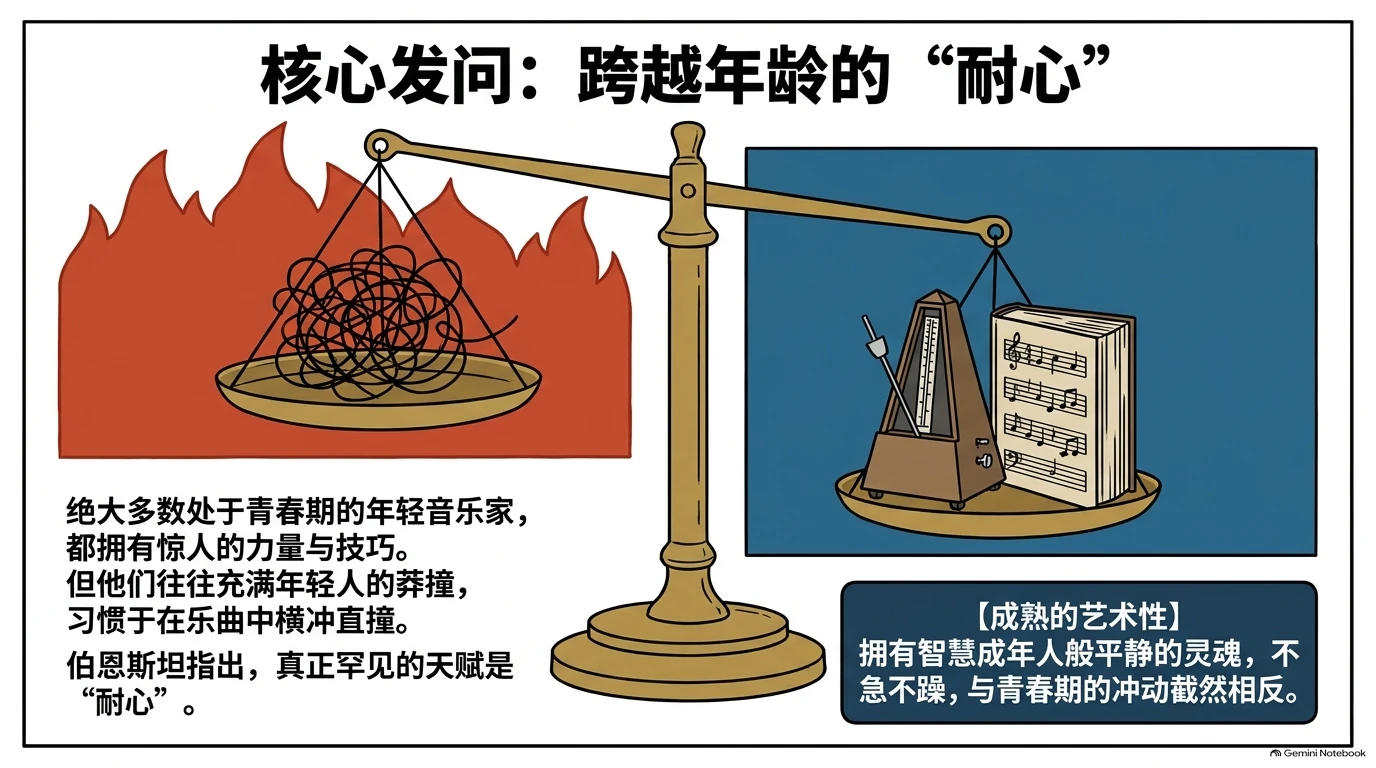 核心发问：跨越年龄的“耐心”
绝大多数处于青春期的年轻音乐家，
都拥有惊人的力量与技巧。
但他们往往充满年轻人的莽撞，
习惯于在乐曲中横冲直撞。
伯恩斯坦指出，真正罕见的天赋是
“耐心”。
【成熟的艺术性】
拥有智慧成年人般平静的灵魂，不
急不躁，与青春期的冲动截然相反。
Gemini Notebook